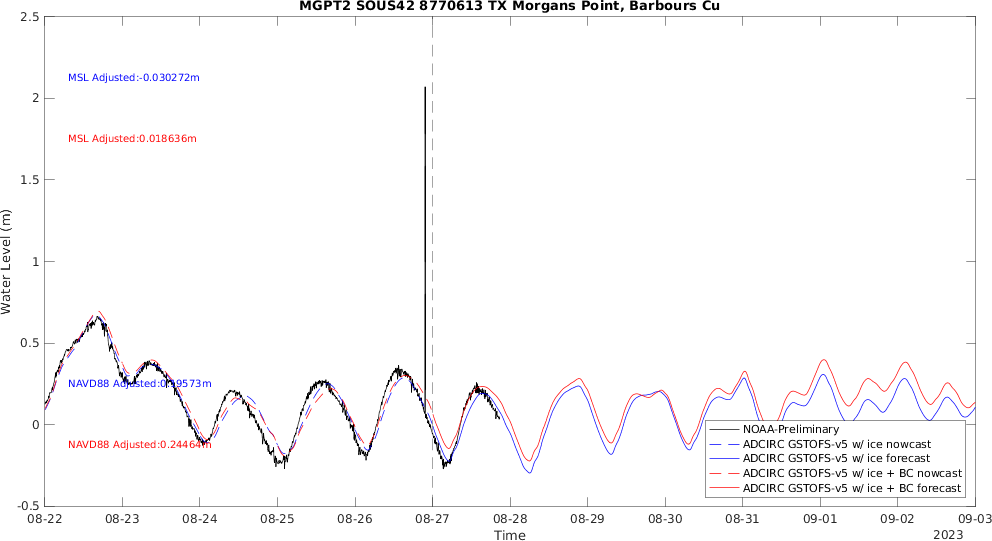 MGPT2 SOUS42 8770613 TX Morgans Point, Barbours Cu
2.5
MSL Adjusted:-0.030272m
2
MSL Adjusted:0.018636m
1.5
Water Level (m)
1
0.5
NAVD88 Adjusted:0.19573m
0
NAVD88 Adjusted:0.24464m
NOAA-Preliminary
ADCIRC GSTOFS-v5 w/ ice nowcast
ADCIRC GSTOFS-v5 w/ ice forecast
ADCIRC GSTOFS-v5 w/ ice + BC nowcast
ADCIRC GSTOFS-v5 w/ ice + BC forecast
-0.5
08-22 08-23 08-24 08-25 08-26 08-27 08-28 08-29 08-30 08-31 09-01 09-02 09-03
Time
2023